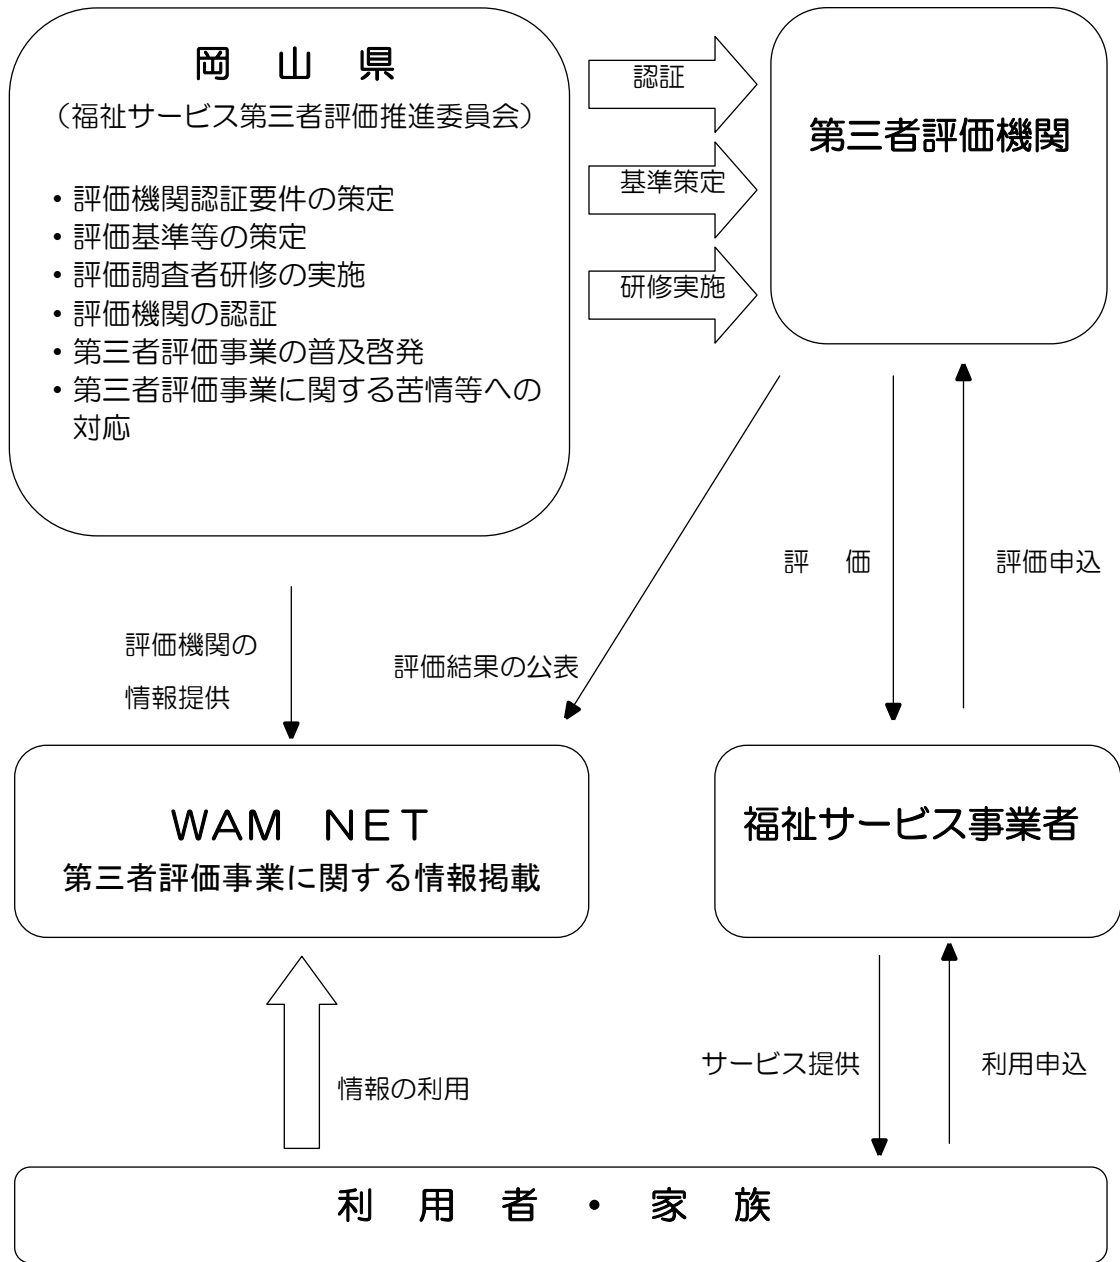 岡　山　県
（福祉サービス第三者評価推進委員会）
・評価機関認証要件の策定
・評価基準等の策定
・評価調査者研修の実施
・評価機関の認証
・第三者評価事業の普及啓発
・第三者評価事業に関する苦情等への
対応
認証
基準策定
研修実施
第三者評価機関
評　価
評価申込
評価機関の
情報提供
評価結果の公表
ＷＡＭ　ＮＥＴ
第三者評価事業に関する情報掲載
福祉サービス事業者
情報の利用
サービス提供
利用申込
利　用　者　・　家　族